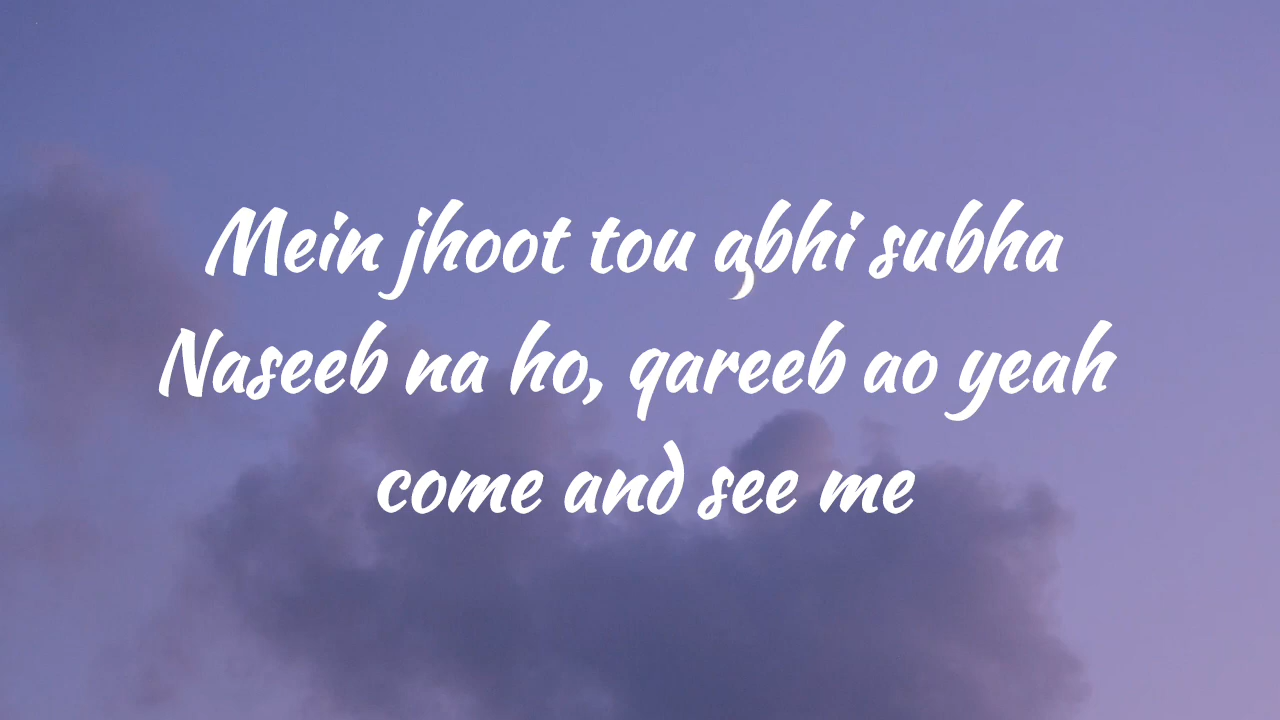 Mein jhoot tou abhi subha
Naseeb na ho, qareeb ao yeah
come and see me